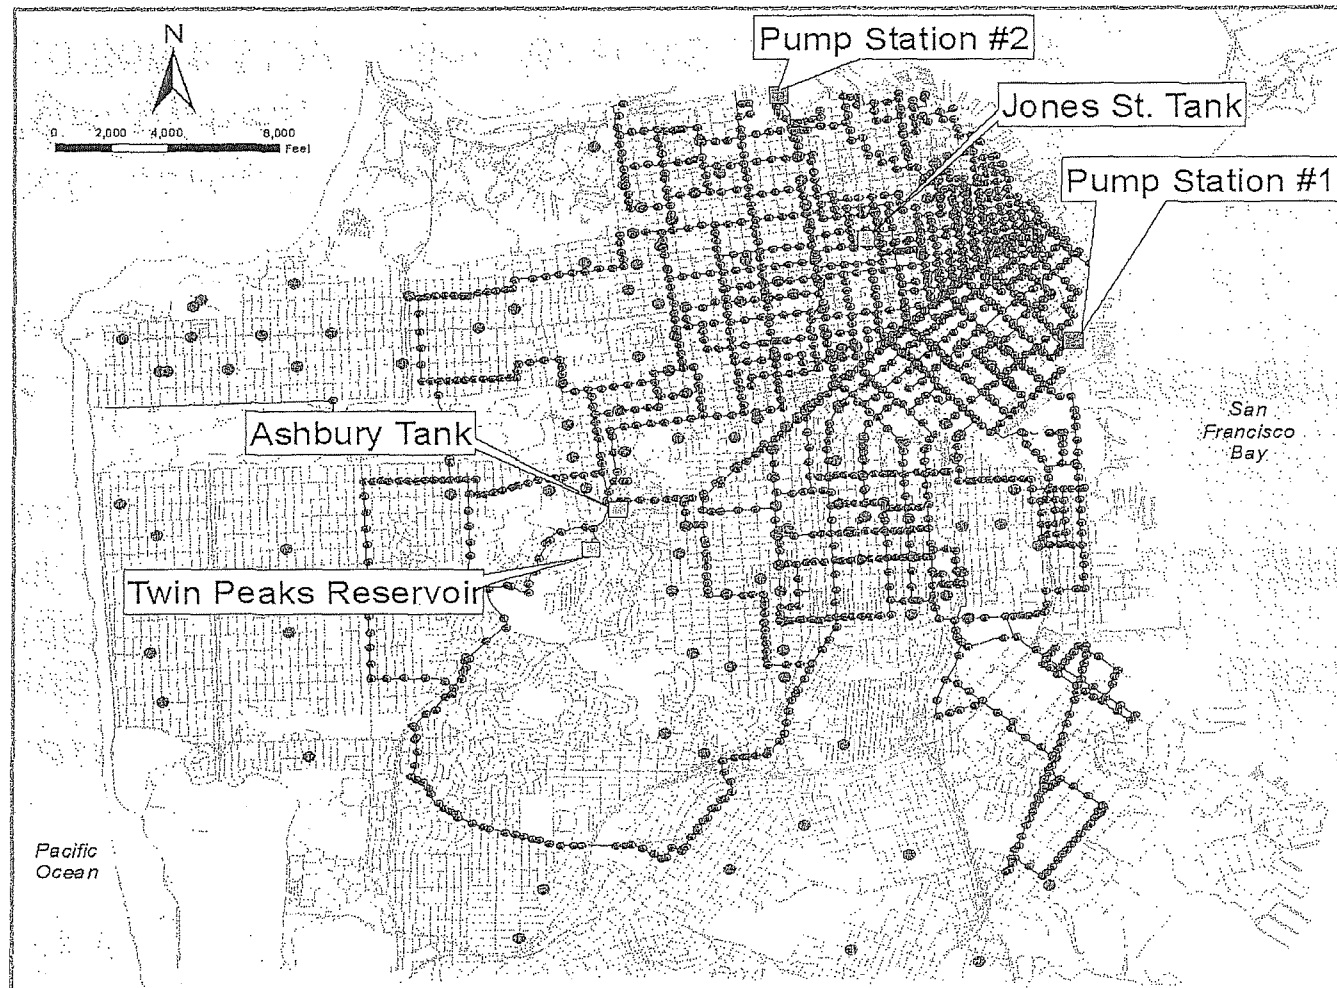 N
Pump Station #2
0 2,000 4,000 8,000
Feet
Jones St. Tank
Pump Station #1
Ashbury Tank
San
Francisco
Bay
Twin Peaks Reservoir
Pacific
Ocean